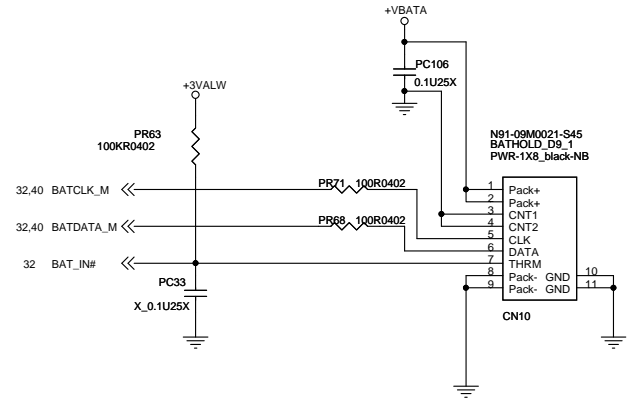 +VBATA
PC106
0.1U25X
+3VALW
PR63
100KR0402
N91-09M0021-S45
BATHOLD_D9_1
PWR-1X8_black-NB
32,40 BATCLK_M
PR71 100R0402
32,40 BATDATA_M
PR68 100R0402
32 BAT_IN#
PC33
X_0.1U25X
1 Pack+
2 Pack+
3 CNT1
4 CNT2
5 CLK
6 DATA
7 THRM
8 Pack- GND 10
9 Pack- GND 11
CN10